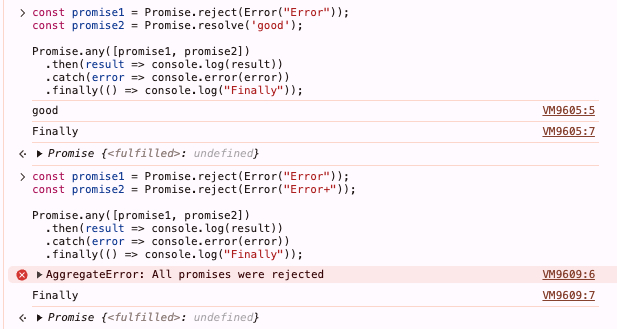 const promise1 = Promise.reject(Error("Error"));
const promise2 = Promise.resolve('good');
Promise.any([promise1, promise2])
.then(result => console.log(result))
.catch(error => console.error(error))
.finally(() => console.log("Finally"));
good VM9605:5
Finally VM9605:7
Promise {<fulfilled>: undefined}
const promise1 = Promise.reject(Error("Error"));
const promise2 = Promise.reject(Error("Error+"));
Promise.any([promise1, promise2])
.then(result => console.log(result))
.catch(error => console.error(error))
.finally(() => console.log("Finally"));
AggregateError: All promises were rejected VM9609:6
Finally VM9609:7
Promise {<fulfilled>: undefined}